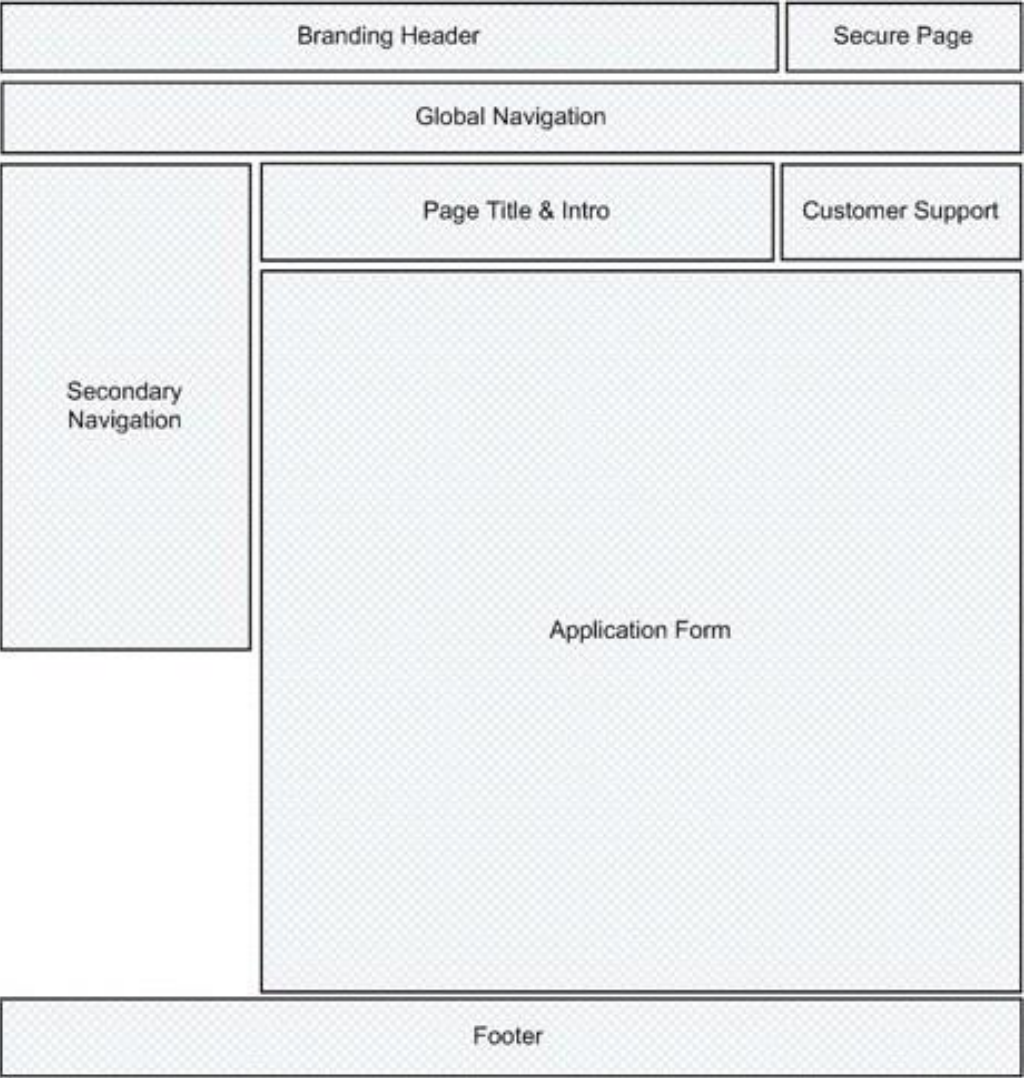 Branding Header
Secure Page
Global Navigation
Page Title & Intro
Customer Support
Secondary
Navigation
Application Form
Footer